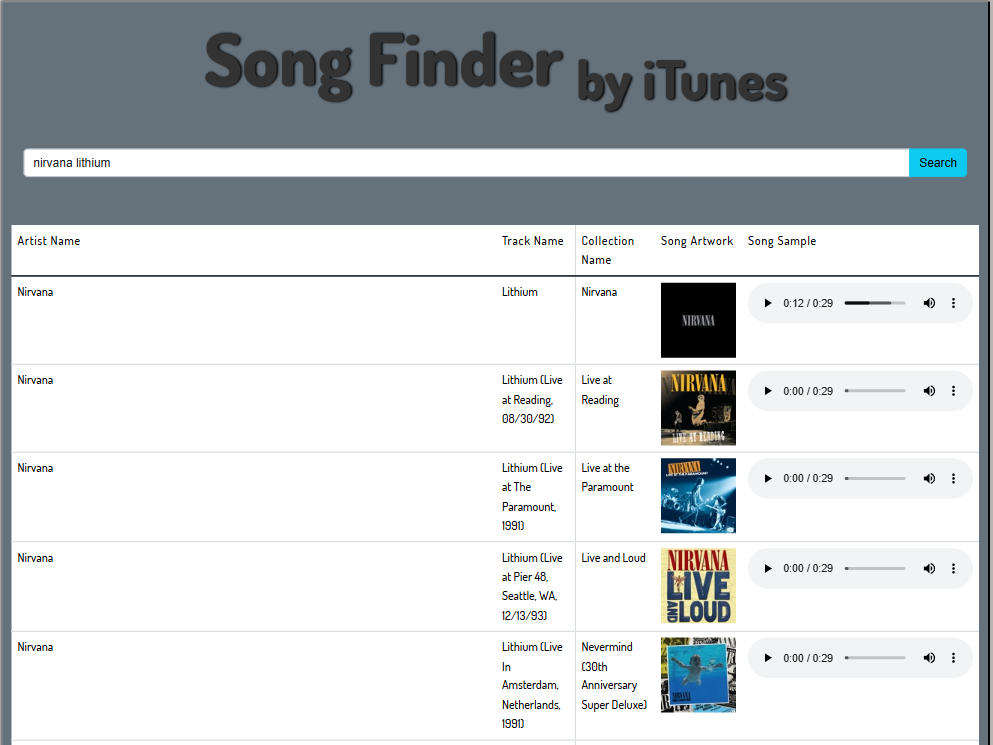 Song Finder by iTunes
nirvana lithium Search
Artist Name Track Name Collection Name Song Artwork Song Sample
Nirvana Lithium Nirvana NIRVANA 0:12 / 0:29
Nirvana Lithium (Live at Reading, 08/30/92) Live at Reading NIRVANA LIVE AT READING 0:00 / 0:29
Nirvana Lithium (Live at The Paramount, 1991) Live at the Paramount NIRVANA 0:00 / 0:29
Nirvana Lithium (Live at Pier 48, Seattle, WA, 12/13/93) Live and Loud NIRVANA LIVE AND LOUD 0:00 / 0:29
Nirvana Lithium (Live In Amsterdam, Netherlands, 1991) Nevermind (30th Anniversary Super Deluxe) 0:00 / 0:29